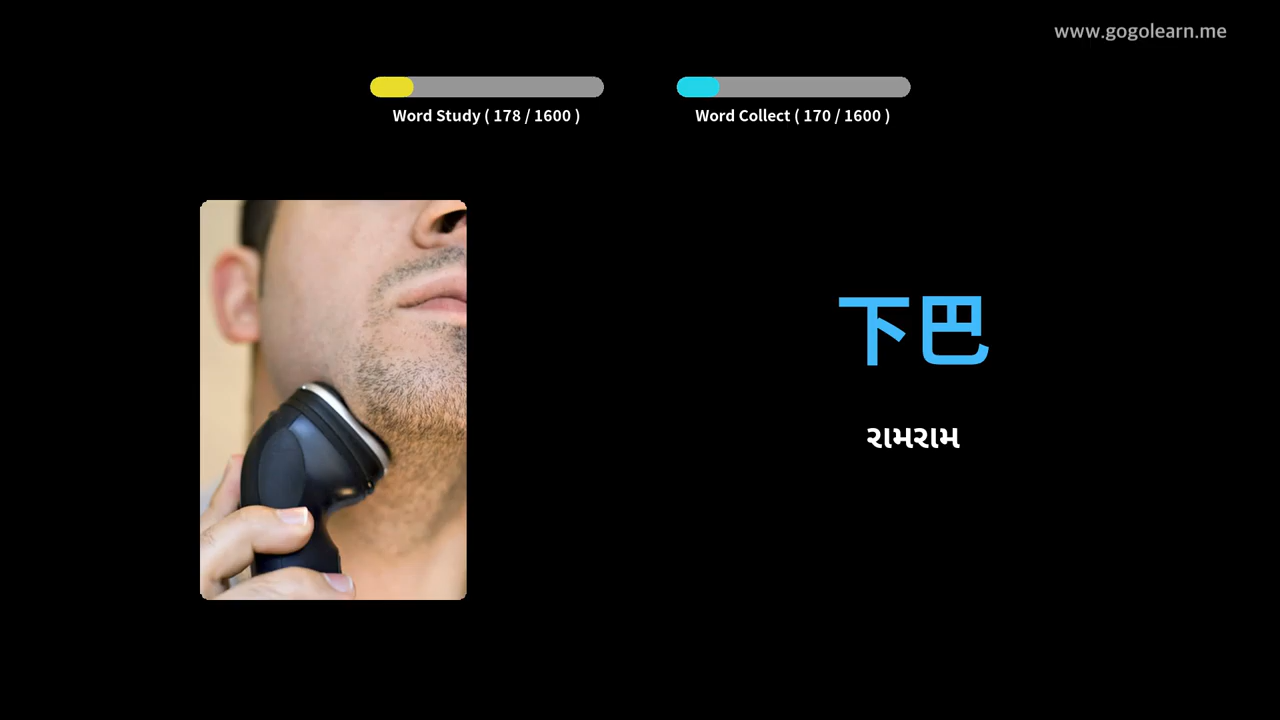 www.gogolearn.me
Word Study ( 178 / 1600 )
Word Collect ( 170 / 1600 )
下巴
રામરામ